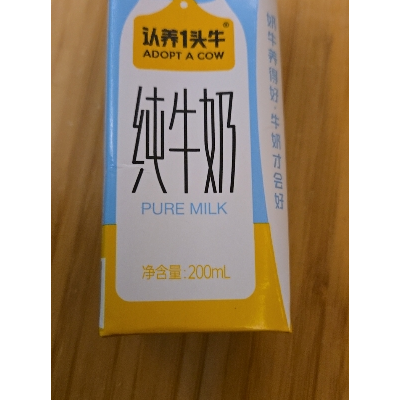 认养1头牛®
ADOPT A COW
纯牛奶
PURE MILK
净含量:200mL
奶牛养得好·牛奶才会好